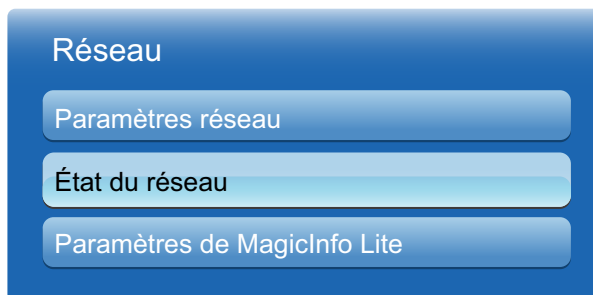 Réseau
Paramètres réseau
État du réseau
Paramètres de MagicInfo Lite